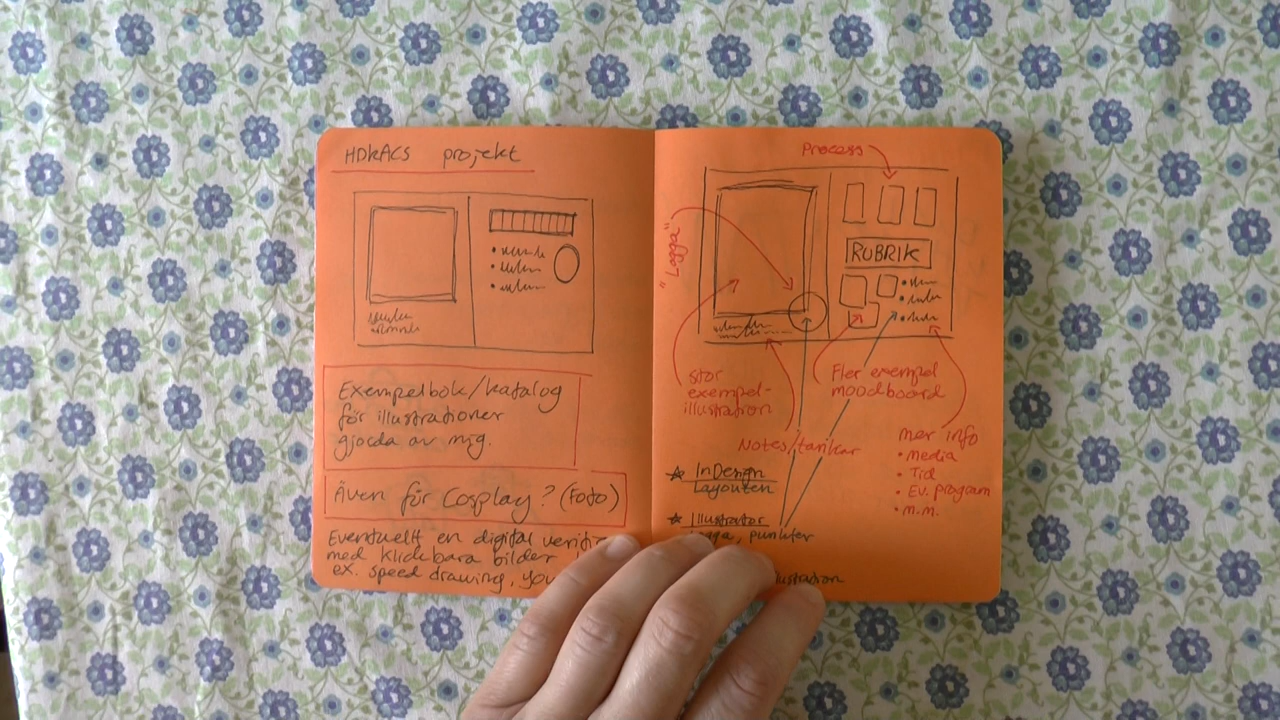 HDKACS projekt
Exempelbok/katalog
för illustrationer
gjorda av mig.
Även för Cosplay? (Foto)
Eventuellt en digital
med klickbara bilder
ex. speed drawing,
Process
"Logga"
RUBRIK
stor
exempel-
illustration
Fler exempel
moodboard
Notes/tankar
mer info
• Media
• Tid
• Ev. program
• m.m.
☆ InDesign
Layouten
☆ Illustrator
punkter